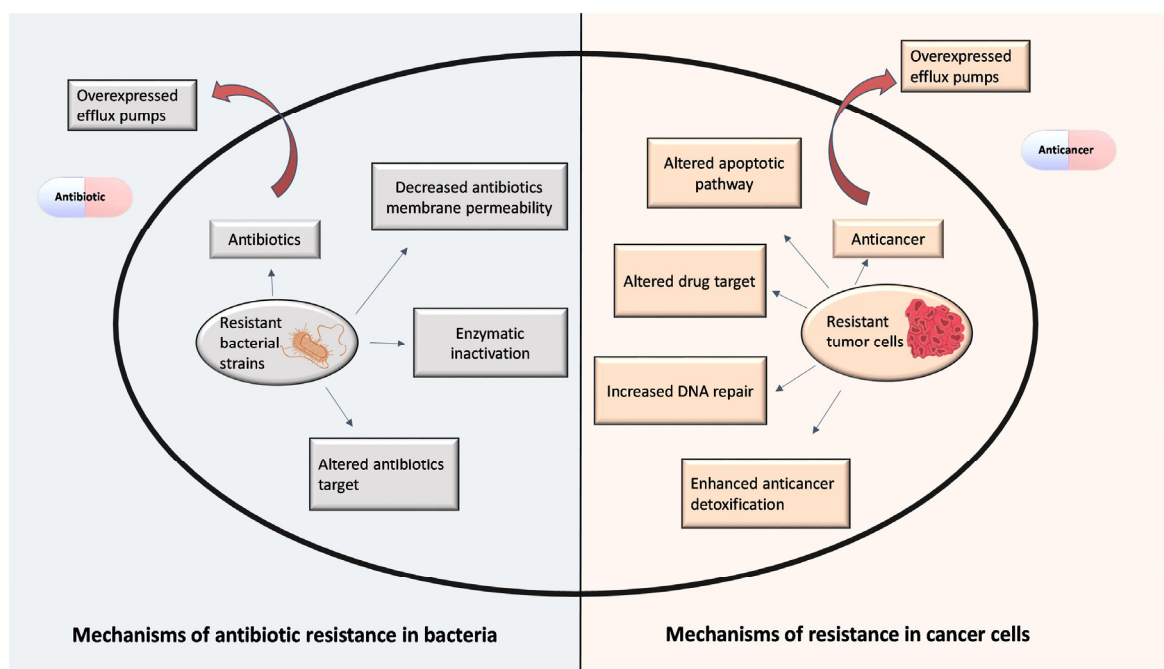 Overexpressed
efflux pumps
Antibiotic
Decreased antibiotics
membrane permeability
Antibiotics
Resistant
bacterial
strains
Enzymatic
inactivation
Altered antibiotics
target
Mechanisms of antibiotic resistance in bacteria
Overexpressed
efflux pumps
Anticancer
Altered apoptotic
pathway
Anticancer
Altered drug target
Resistant
tumor cells
Increased DNA repair
Enhanced anticancer
detoxification
Mechanisms of resistance in cancer cells